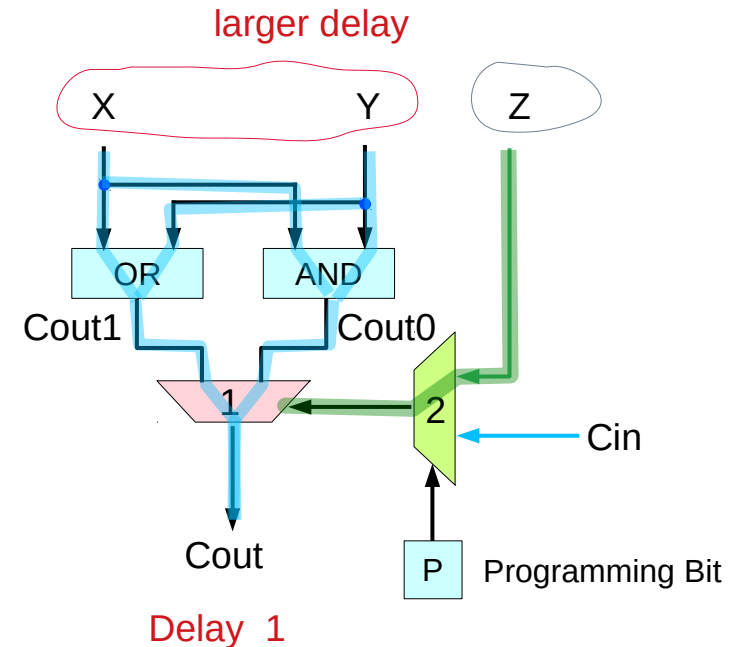 larger delay
X Y Z
OR AND
Cout1 Cout0
1 2
Cin
Cout
P Programming Bit
Delay 1